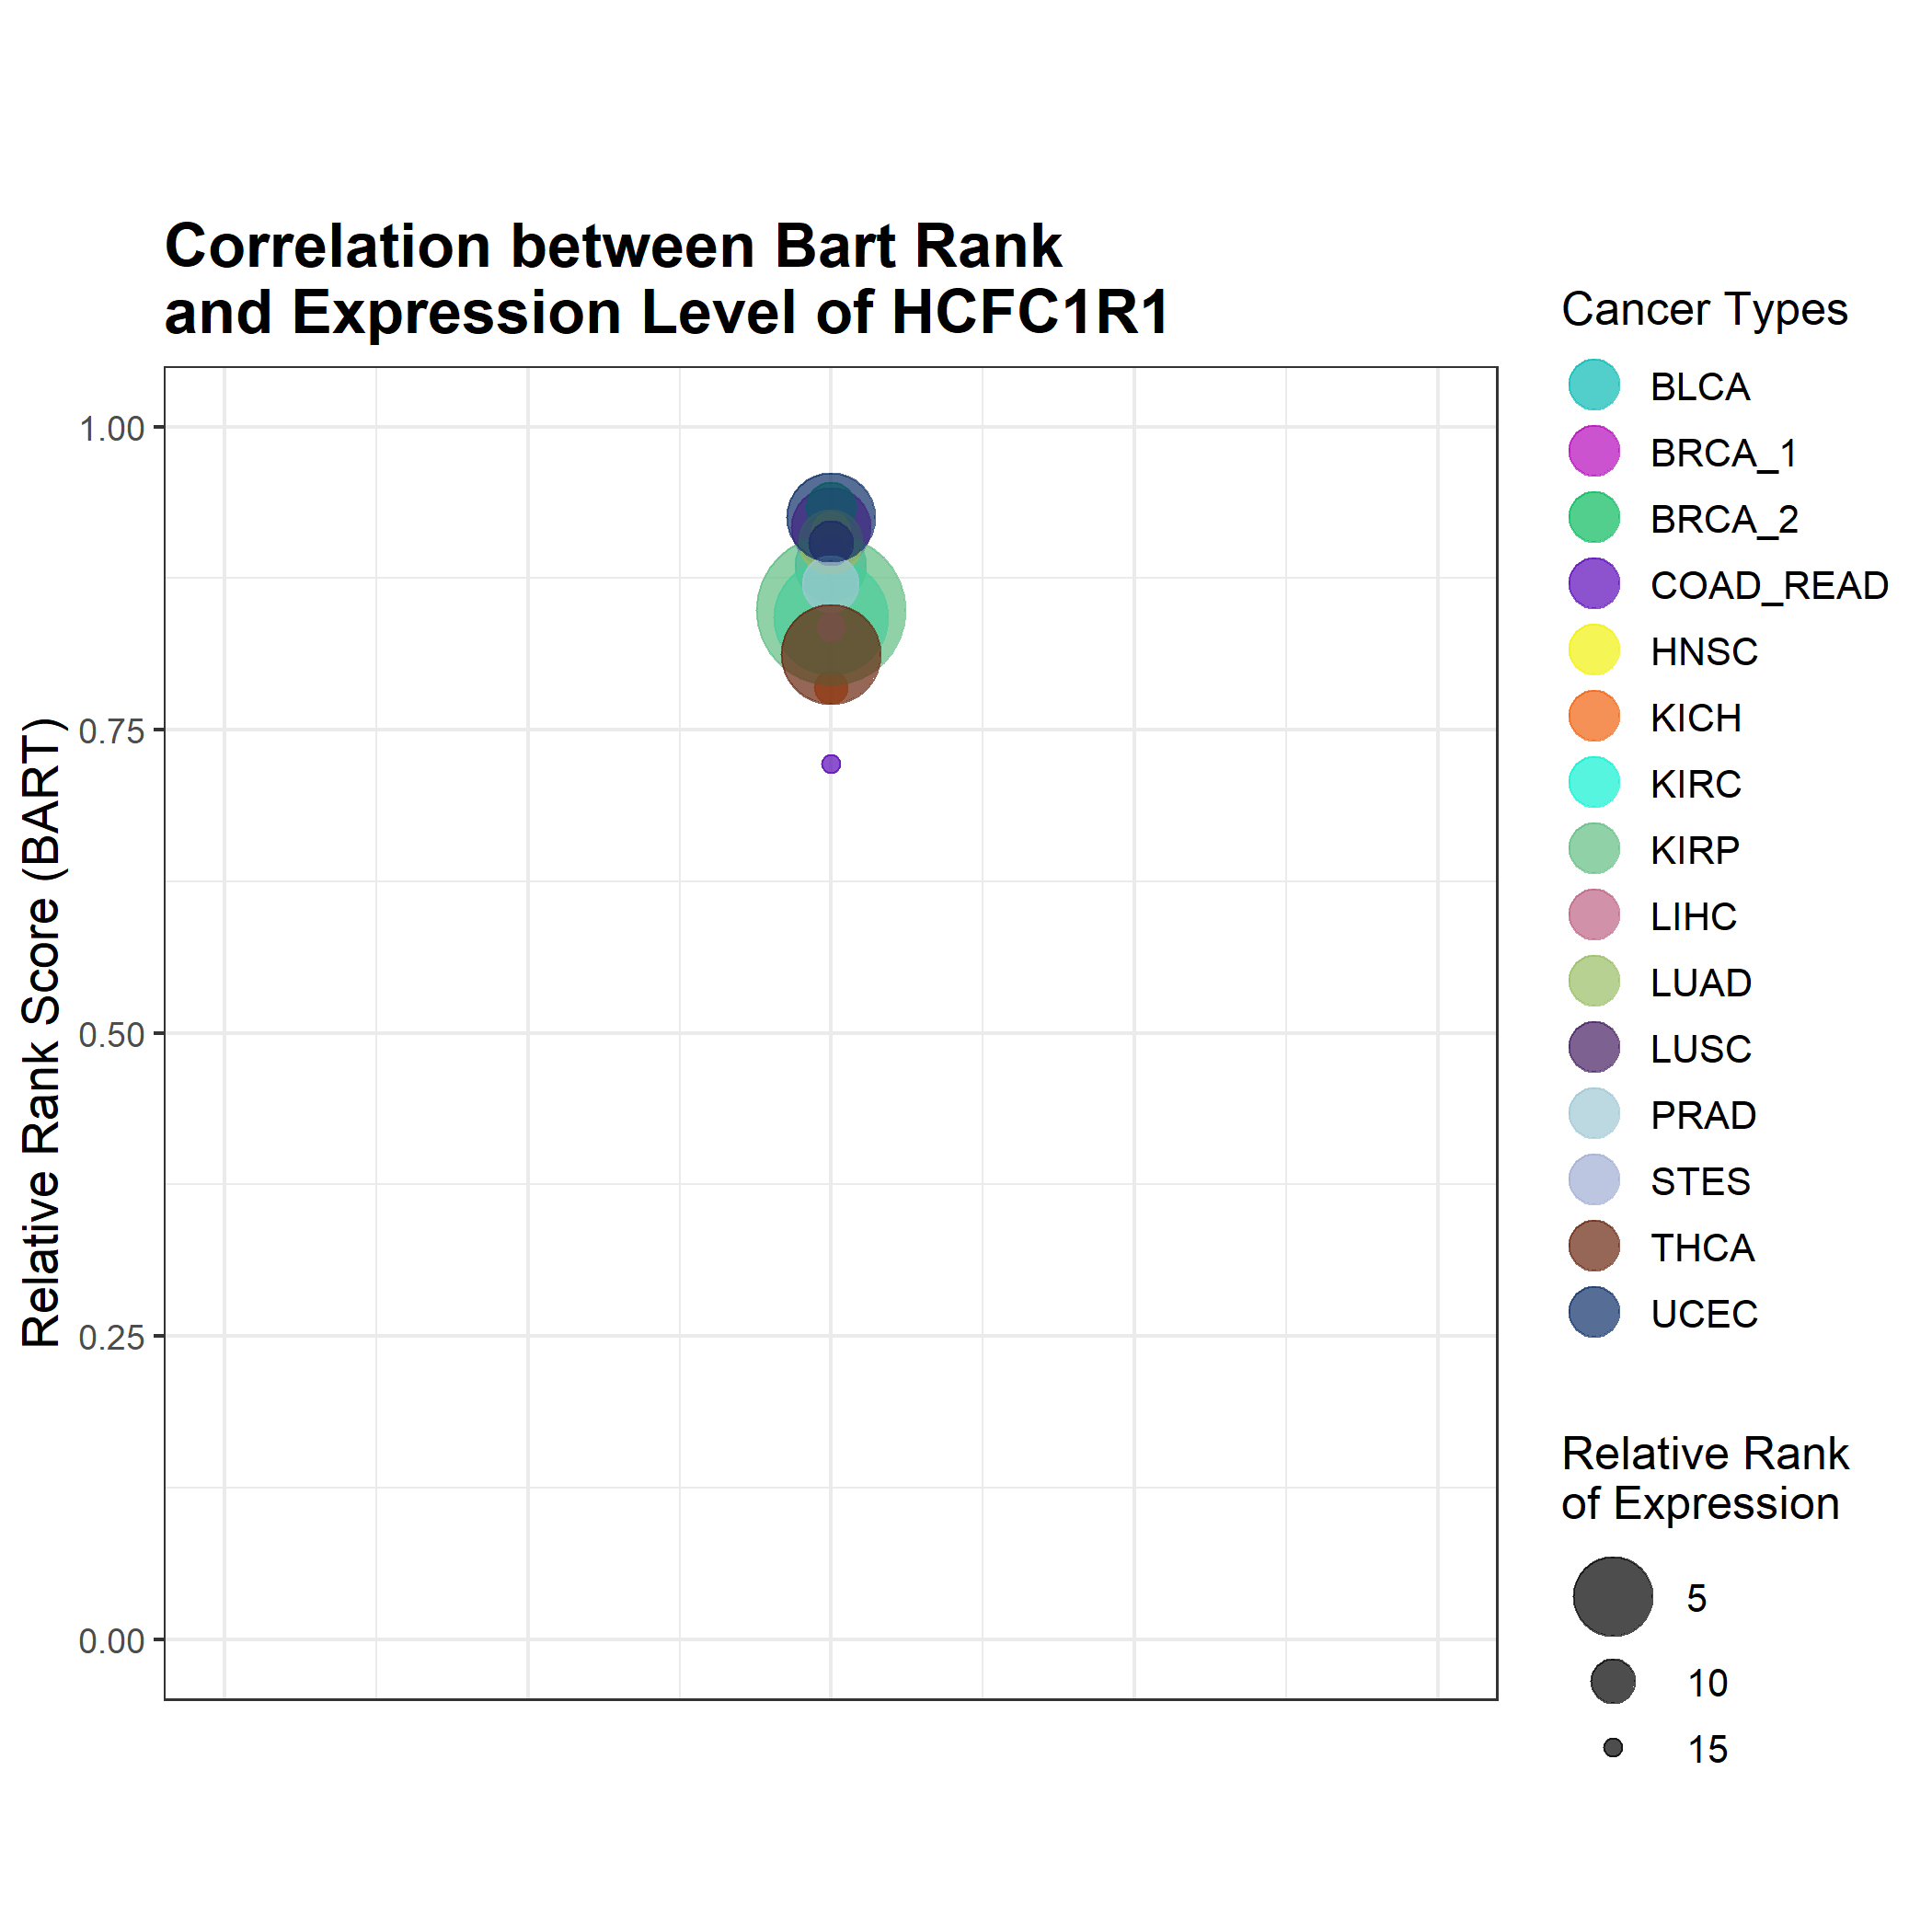 Correlation between Bart Rank
and Expression Level of HCFC1R1
Relative Rank Score (BART)
1.00
0.75
0.50
0.25
0.00
Cancer Types
BLCA
BRCA_1
BRCA_2
COAD_READ
HNSC
KICH
KIRC
KIRP
LIHC
LUAD
LUSC
PRAD
STES
THCA
UCEC
Relative Rank
of Expression
5
10
15